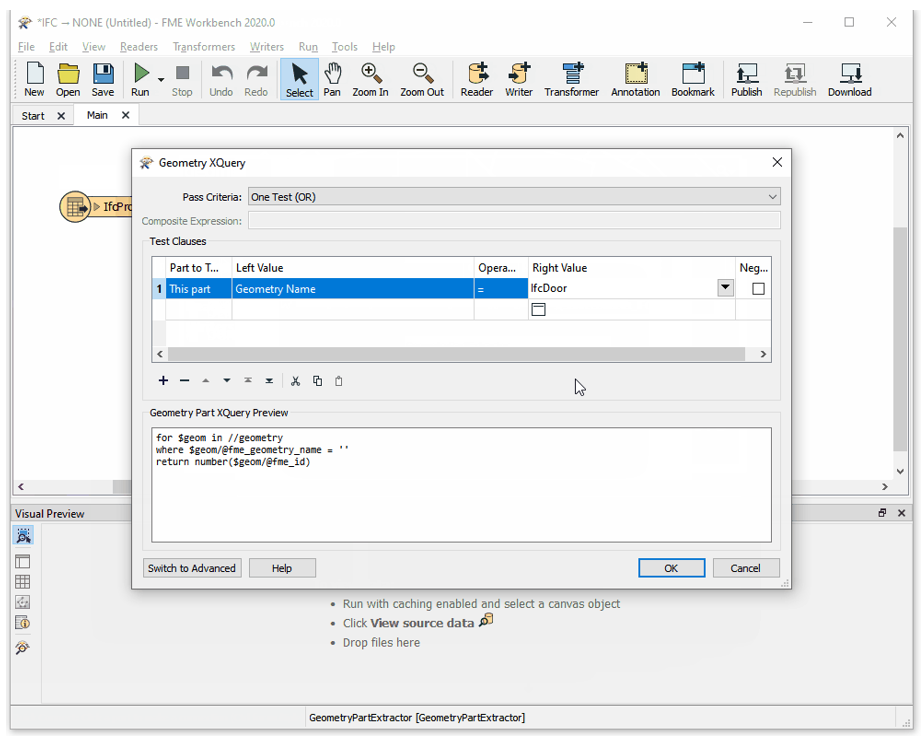 *IFC → NONE (Untitled) - FME Workbench 2020.0
File Edit View Readers Transformers Writers Run Tools Help
New Open Save Run Stop Undo Redo Select Pan Zoom In Zoom Out Reader Writer Transformer Annotation Bookmark Publish Republish Download
Start Main
Geometry XQuery
Pass Criteria: One Test (OR)
Composite Expression:
IfcPro
Test Clauses
Part to T... Left Value Opera... Right Value Neg...
1 This part Geometry Name = IfcDoor
Geometry Part XQuery Preview
for $geom in //geometry
where $geom/@fme_geometry_name = ''
return number($geom/@fme_id)
Visual Preview
Switch to Advanced Help OK Cancel
• Run with caching enabled and select a canvas object
• Click View source data
• Drop files here
GeometryPartExtractor [GeometryPartExtractor]